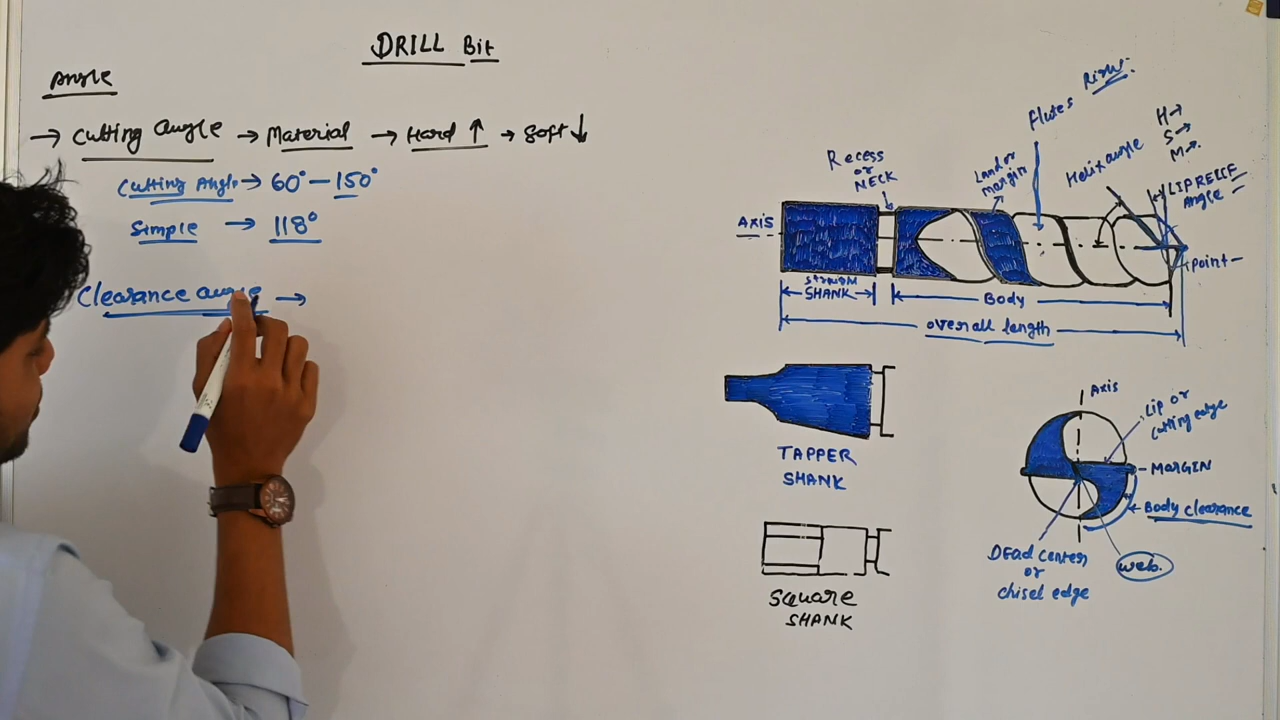 DRILL Bit
Angle
→ Cutting angle → Material → Hard ↑ → Soft ↓
Cutting Angle → 60° – 150°
Simple → 118°
Clearance angle →
Flutes
H →
S →
M →
Helix angle
LIP RELIE
Angle
Recess
or
NECK
Land or
margin
AXIS
Point
SHANK
Body
overall length
TAPPER
SHANK
Square
SHANK
Axis
Lip or
Cutting edge
MARGIN
Body clearance
Dead center
or
chisel edge
web.